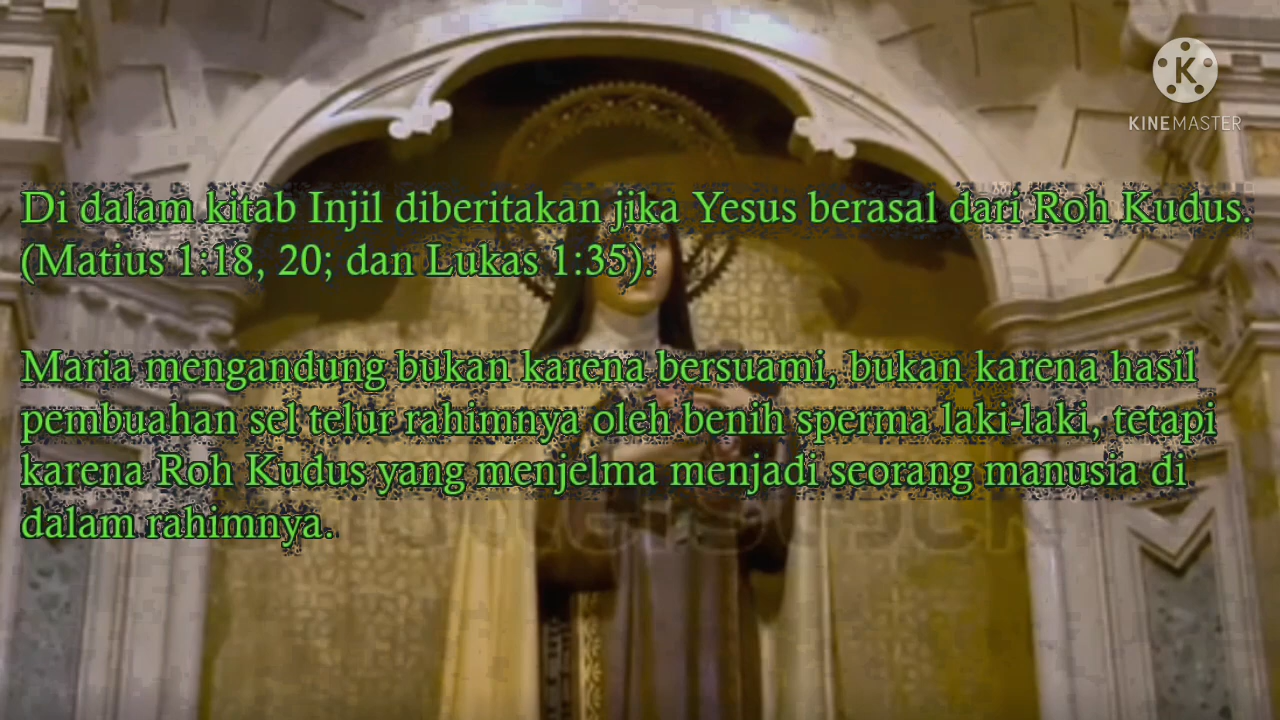 KINEMASTER
Di dalam kitab Injil diberitakan jika Yesus berasal dari Roh Kudus.
(Matius 1:18, 20; dan Lukas 1:35).
Maria mengandung bukan karena bersuami, bukan karena hasil
pembuahan sel telur rahimnya oleh benih sperma laki-laki, tetapi
karena Roh Kudus yang menjelma menjadi seorang manusia di
dalam rahimnya.